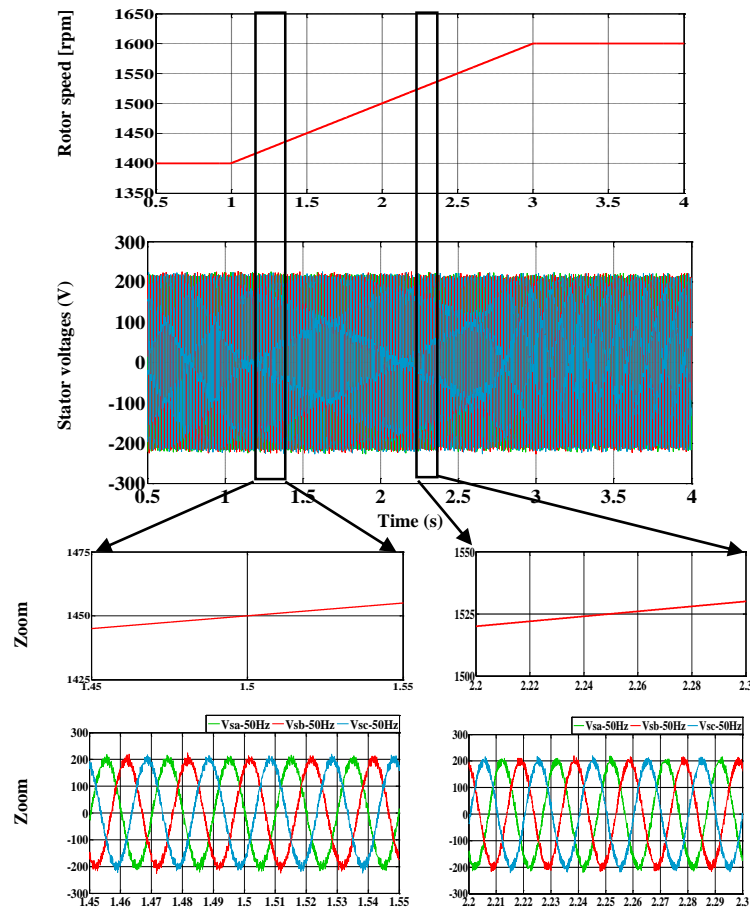 Rotor speed [rpm]
1650
1600
1550
1500
1450
1400
1350
0.5 1 1.5 2 2.5 3 3.5 4
Stator voltages (V)
300
200
100
0
-100
-200
-300
0.5 1 1.5 2 2.5 3 3.5 4
Time (s)
Zoom
1475
1450
1425
1.45 1.5 1.55
1550
1525
1500
2.2 2.22 2.24 2.26 2.28 2.3
Zoom
Vsa-50Hz Vsb-50Hz Vsc-50Hz
300
200
100
0
-100
-200
-300
1.45 1.46 1.47 1.48 1.49 1.5 1.51 1.52 1.53 1.54 1.55
Vsa-50Hz Vsb-50Hz Vsc-50Hz
300
200
100
0
-100
-200
-300
2.2 2.21 2.22 2.23 2.24 2.25 2.26 2.27 2.28 2.29 2.3